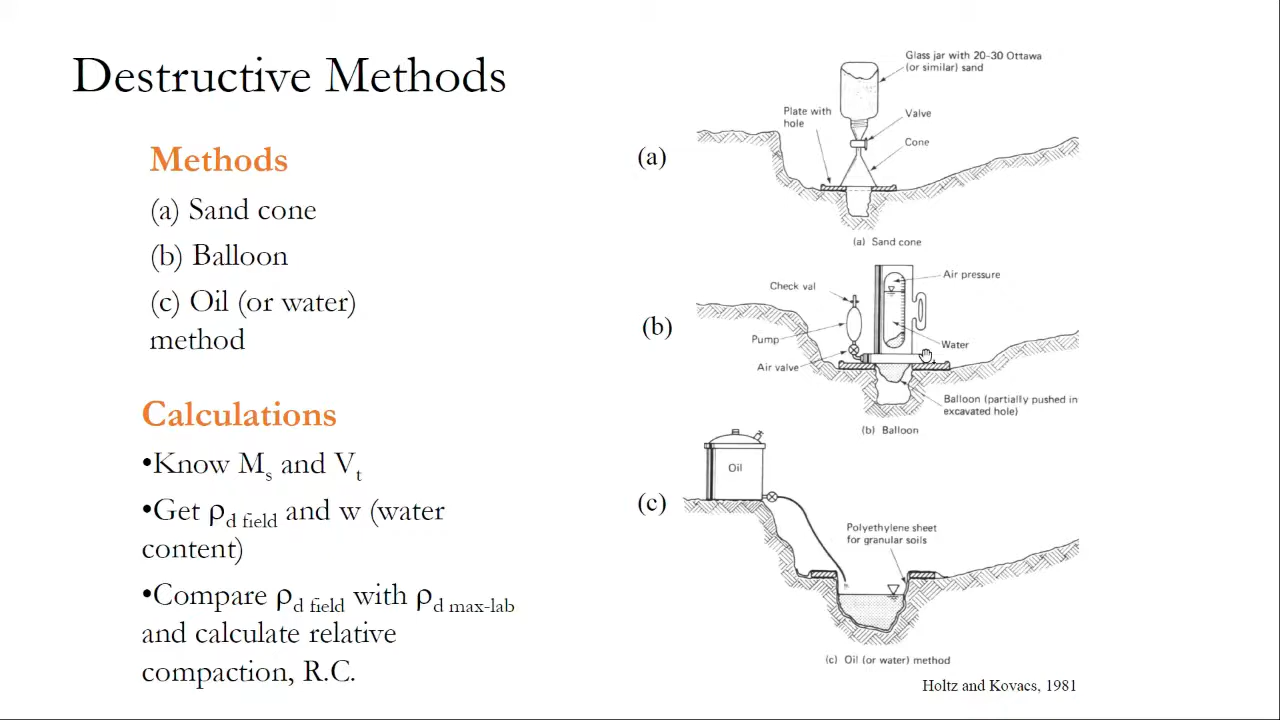 Destructive Methods
Methods
(a) Sand cone
(b) Balloon
(c) Oil (or water)
method
Calculations
•Know Ms and Vt
•Get ρd field and w (water
content)
•Compare ρd field with ρd max-lab
and calculate relative
compaction, R.C.
(a)
Glass jar with 20-30 Ottawa
(or similar) sand
Plate with
hole
Valve
Cone
(a) Sand cone
(b)
Check val
Air pressure
Pump
Water
Air valve
Balloon (partially pushed in
excavated hole)
(b) Balloon
(c)
Oil
Polyethylene sheet
for granular soils
(c) Oil (or water) method
Holtz and Kovacs, 1981